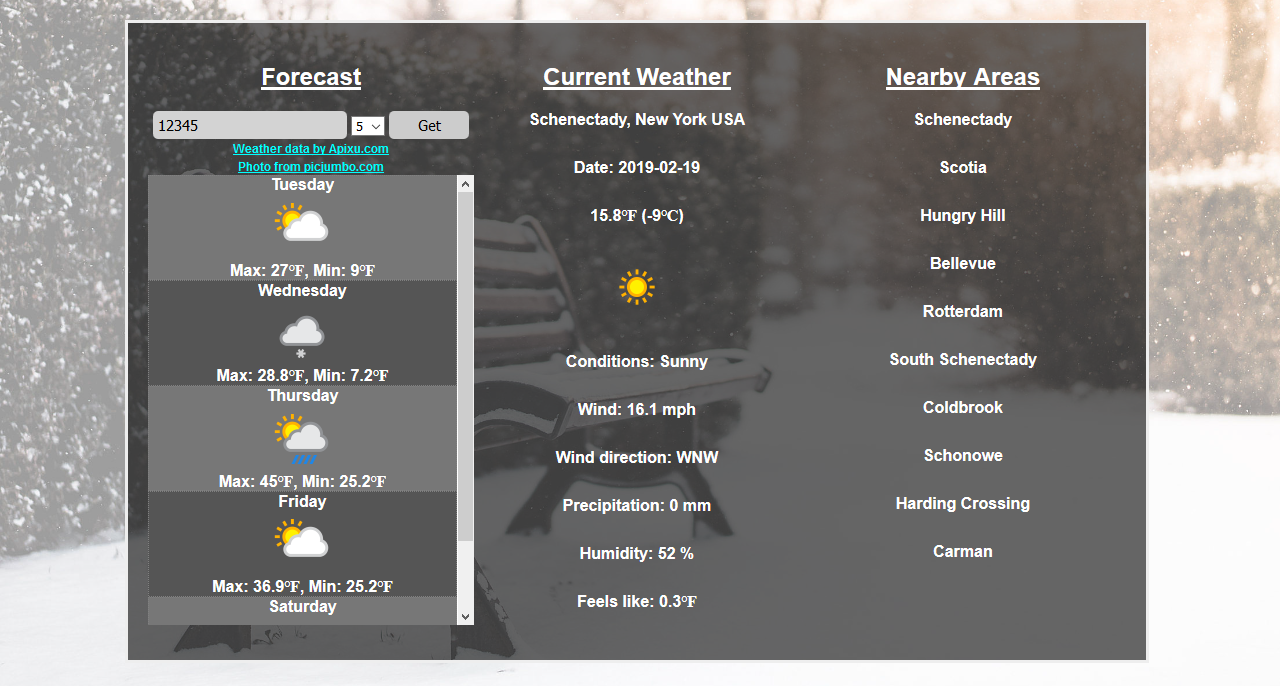 Forecast
12345
5
Get
Weather data by Apixu.com
Photo from picjumbo.com
Tuesday
Max: 27℉, Min: 9℉
Wednesday
Max: 28.8℉, Min: 7.2℉
Thursday
Max: 45℉, Min: 25.2℉
Friday
Max: 36.9℉, Min: 25.2℉
Saturday
Current Weather
Schenectady, New York USA
Date: 2019-02-19
15.8℉ (-9℃)
Conditions: Sunny
Wind: 16.1 mph
Wind direction: WNW
Precipitation: 0 mm
Humidity: 52 %
Feels like: 0.3℉
Nearby Areas
Schenectady
Scotia
Hungry Hill
Bellevue
Rotterdam
South Schenectady
Coldbrook
Schonowe
Harding Crossing
Carman